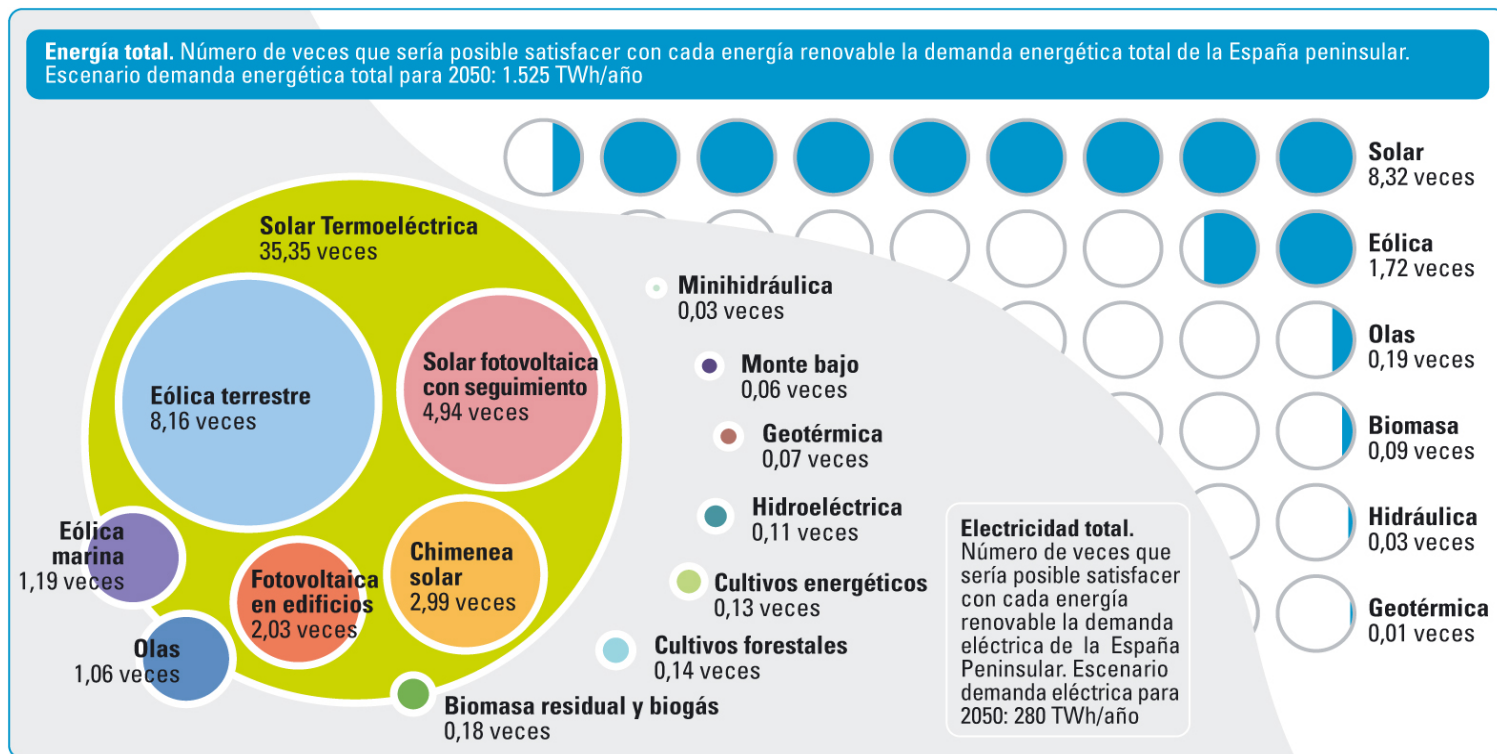 Energía total. Número de veces que sería posible satisfacer con cada energía renovable la demanda energética total de la España peninsular.
Escenario demanda energética total para 2050: 1.525 TWh/año
Solar
8,32 veces
Eólica
1,72 veces
Olas
0,19 veces
Biomasa
0,09 veces
Hidráulica
0,03 veces
Geotérmica
0,01 veces
Solar Termoeléctrica
35,35 veces
Eólica terrestre
8,16 veces
Solar fotovoltaica
con seguimiento
4,94 veces
Eólica
marina
1,19 veces
Fotovoltaica
en edificios
2,03 veces
Chimenea
solar
2,99 veces
Olas
1,06 veces
Minihidráulica
0,03 veces
Monte bajo
0,06 veces
Geotérmica
0,07 veces
Hidroeléctrica
0,11 veces
Cultivos energéticos
0,13 veces
Cultivos forestales
0,14 veces
Biomasa residual y biogás
0,18 veces
Electricidad total.
Número de veces que
sería posible satisfacer
con cada energía
renovable la demanda
eléctrica de la España
Peninsular. Escenario
demanda eléctrica para
2050: 280 TWh/año